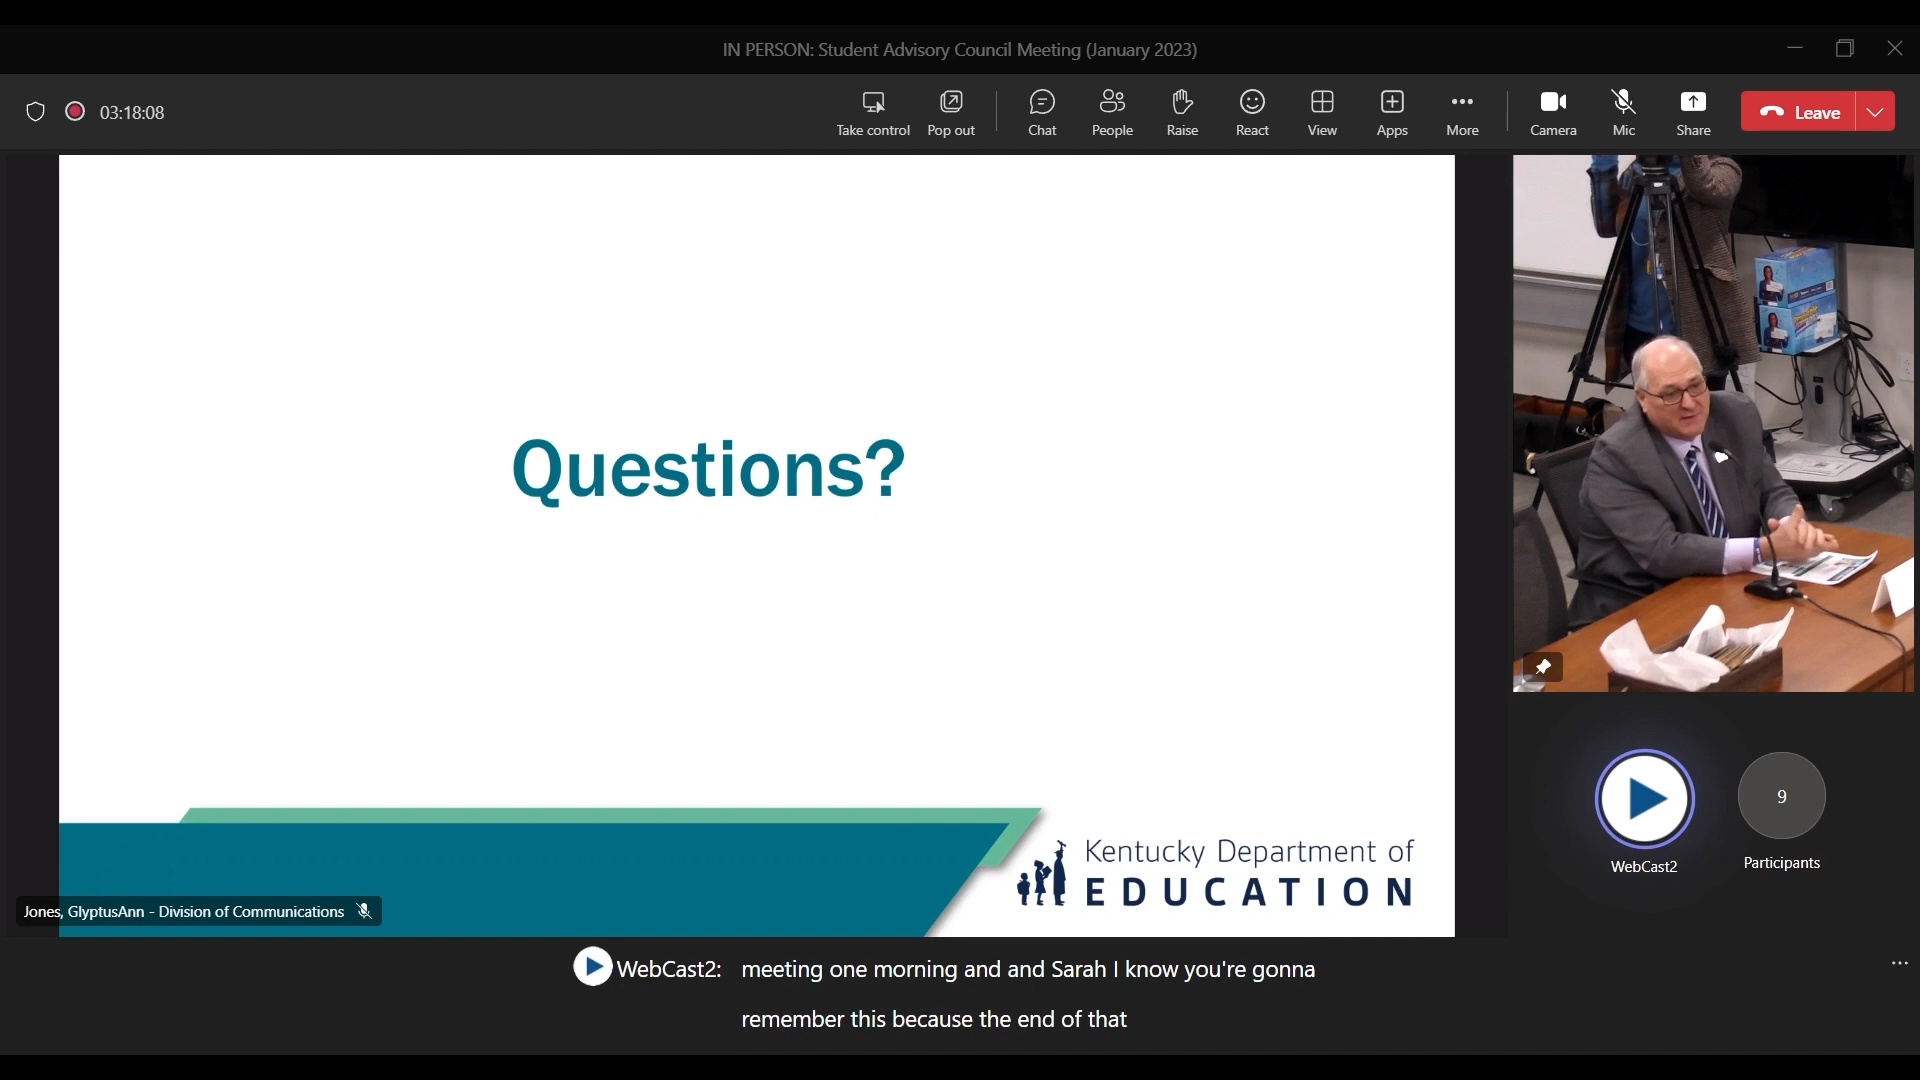 IN PERSON: Student Advisory Council Meeting (January 2023)
03:18:08
Take control
Pop out
Chat
People
Raise
React
View
Apps
More
Camera
Mic
Share
Leave
Questions?
Kentucky Department of
EDUCATION
Jones, GlyptusAnn - Division of Communications
9
WebCast2
Participants
WebCast2: meeting one morning and and Sarah I know you're gonna
remember this because the end of that